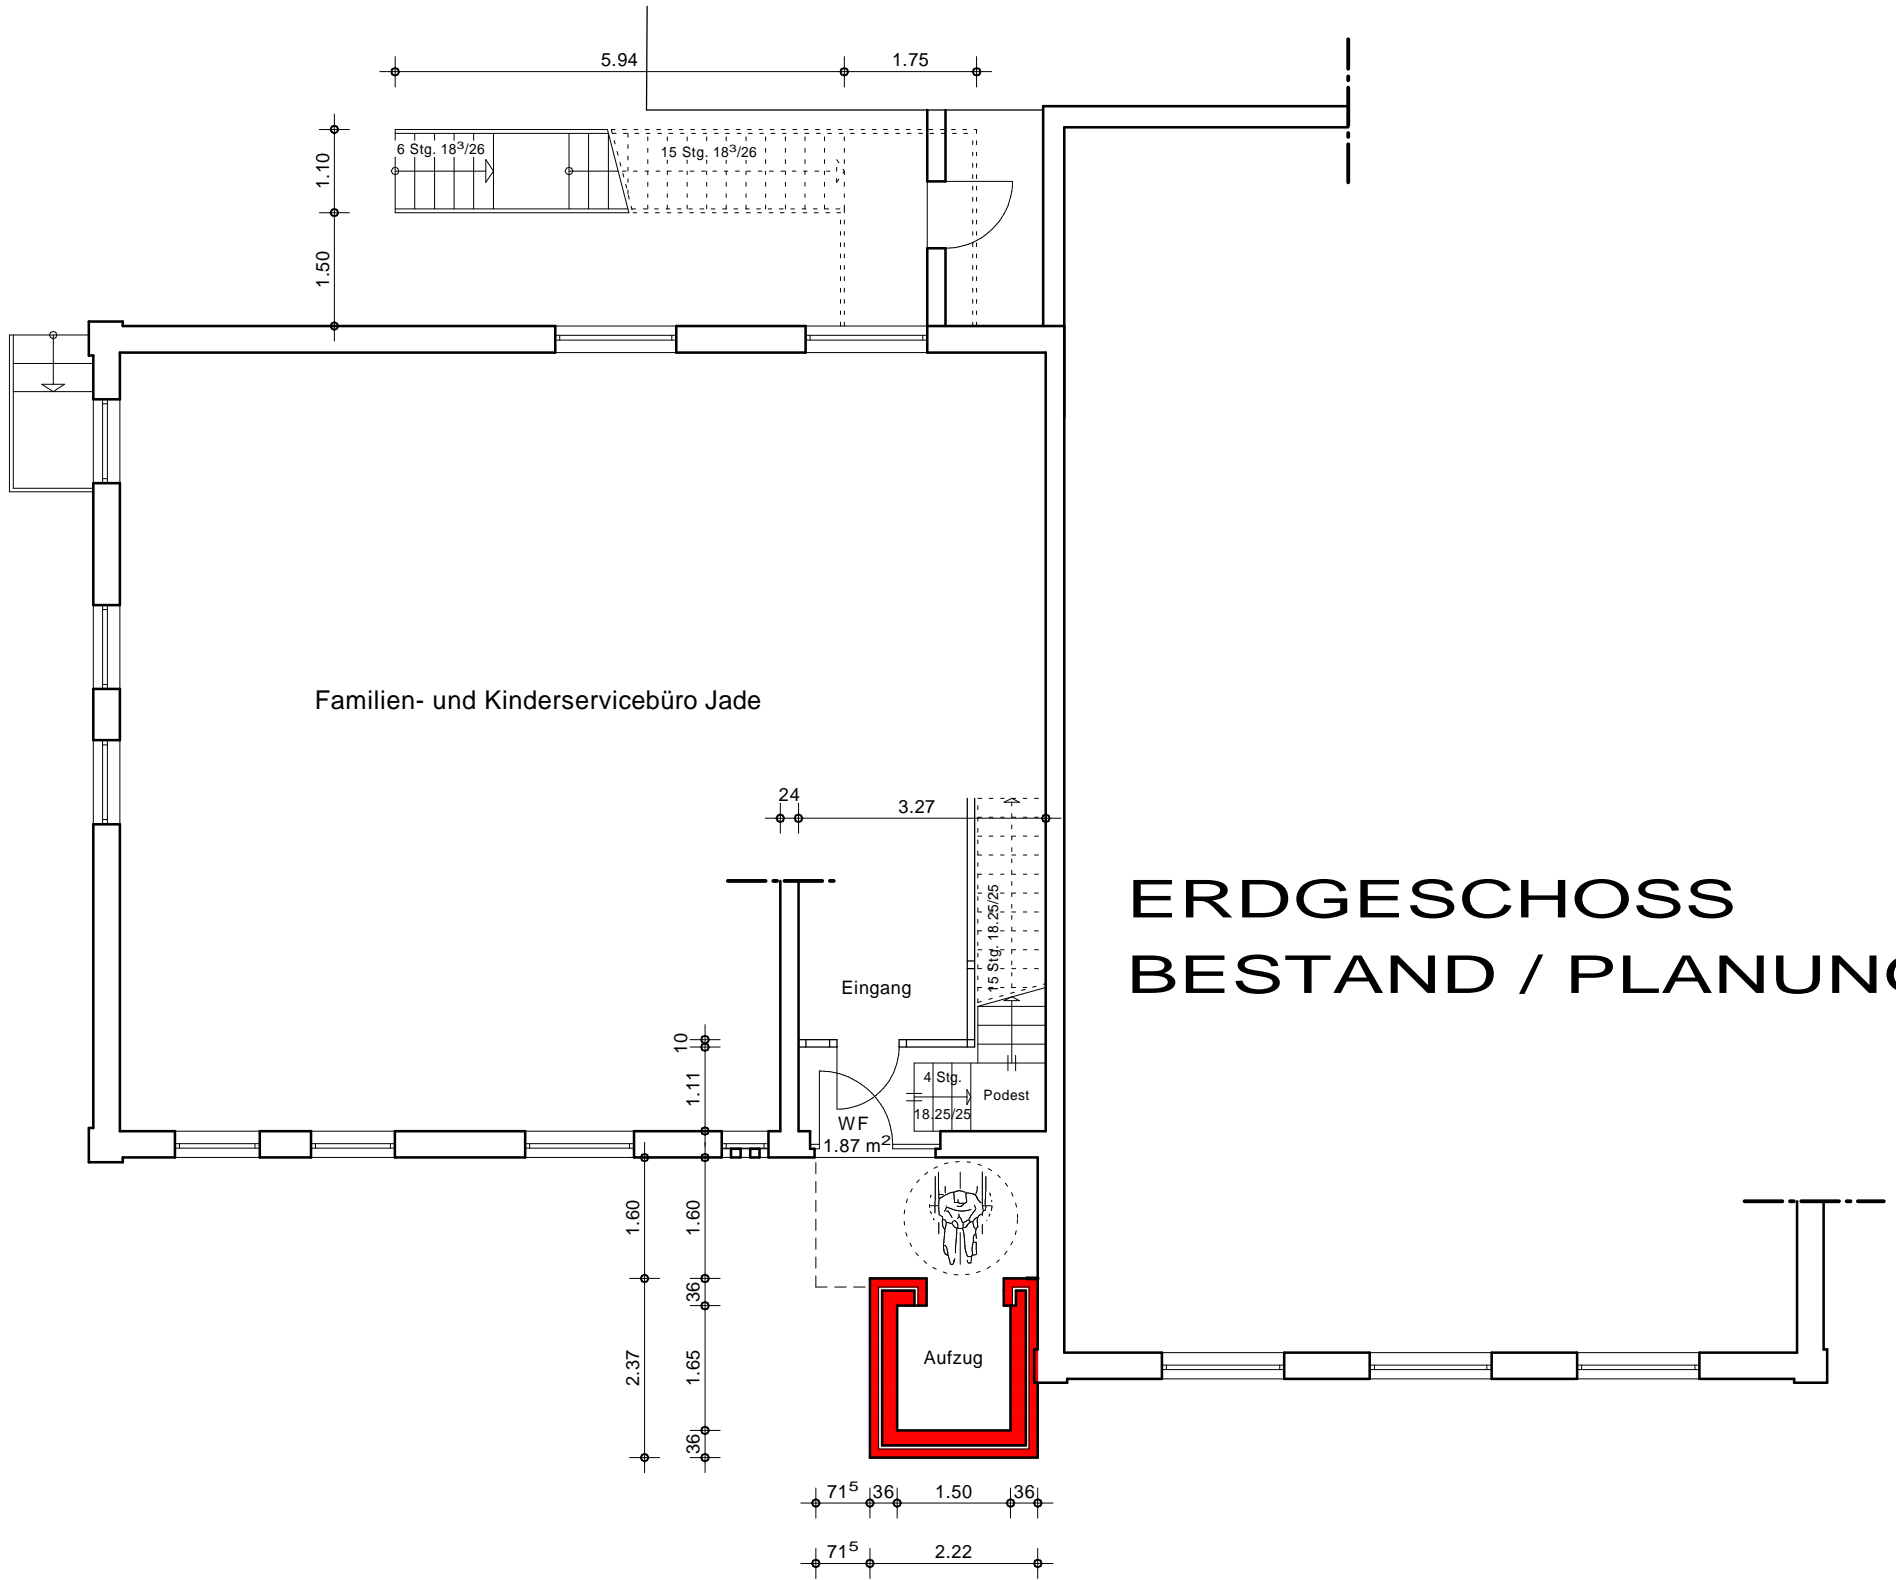 5.94
1.75
6 Stg. 18³/26
15 Stg. 18³/26
1.10
1.50
Familien- und Kinderservicebüro Jade
24
3.27
15 Stg. 18.25/25
ERDGESCHOSS
BESTAND / PLANUNG
Eingang
10
1.11
4 Stg.
18.25/25
Podest
WF
1.87 m²
1.60
1.60
36
2.37
1.65
Aufzug
36
71⁵
36
1.50
36
71⁵
2.22